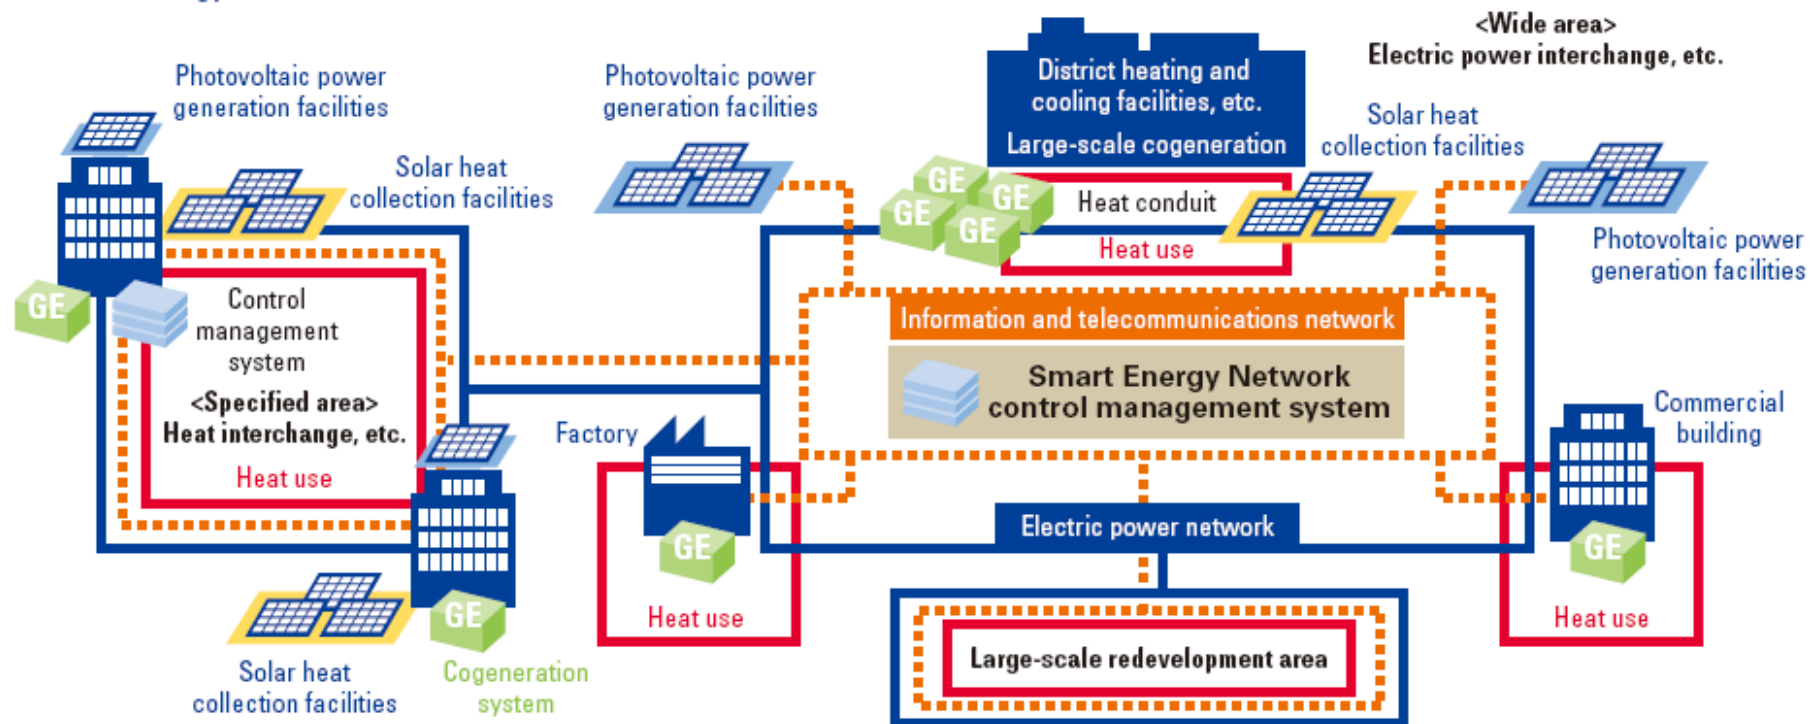 <Wide area>
Electric power interchange, etc.
Photovoltaic power
generation facilities
Photovoltaic power
generation facilities
District heating and
cooling facilities, etc.
Large-scale cogeneration
Solar heat
collection facilities
Solar heat
collection facilities
GE
GE
GE
GE
Heat conduit
Heat use
Photovoltaic power
generation facilities
GE
Control
management
system
<Specified area>
Heat interchange, etc.
Heat use
Information and telecommunications network
Smart Energy Network
control management system
Factory
Commercial
building
Electric power network
GE
GE
Heat use
Heat use
GE
Solar heat
collection facilities
Cogeneration
system
Large-scale redevelopment area